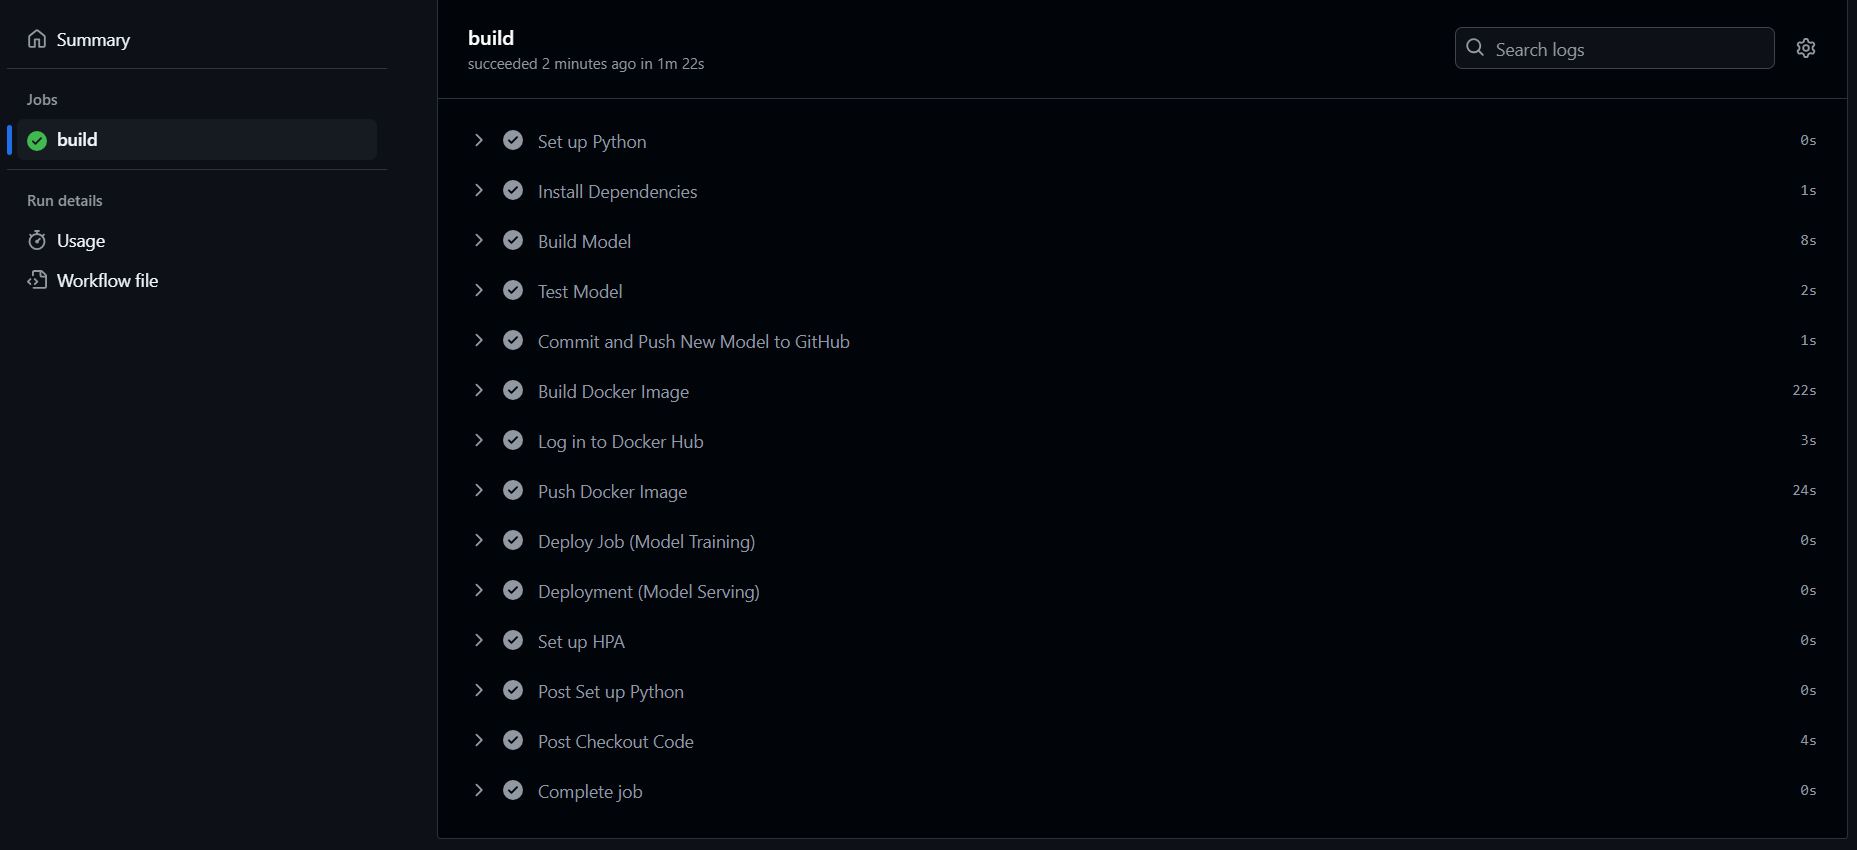 Summary
Jobs
build
Run details
Usage
Workflow file
build
succeeded 2 minutes ago in 1m 22s
Search logs
Set up Python 0s
Install Dependencies 1s
Build Model 8s
Test Model 2s
Commit and Push New Model to GitHub 1s
Build Docker Image 22s
Log in to Docker Hub 3s
Push Docker Image 24s
Deploy Job (Model Training) 0s
Deployment (Model Serving) 0s
Set up HPA 0s
Post Set up Python 0s
Post Checkout Code 4s
Complete job 0s